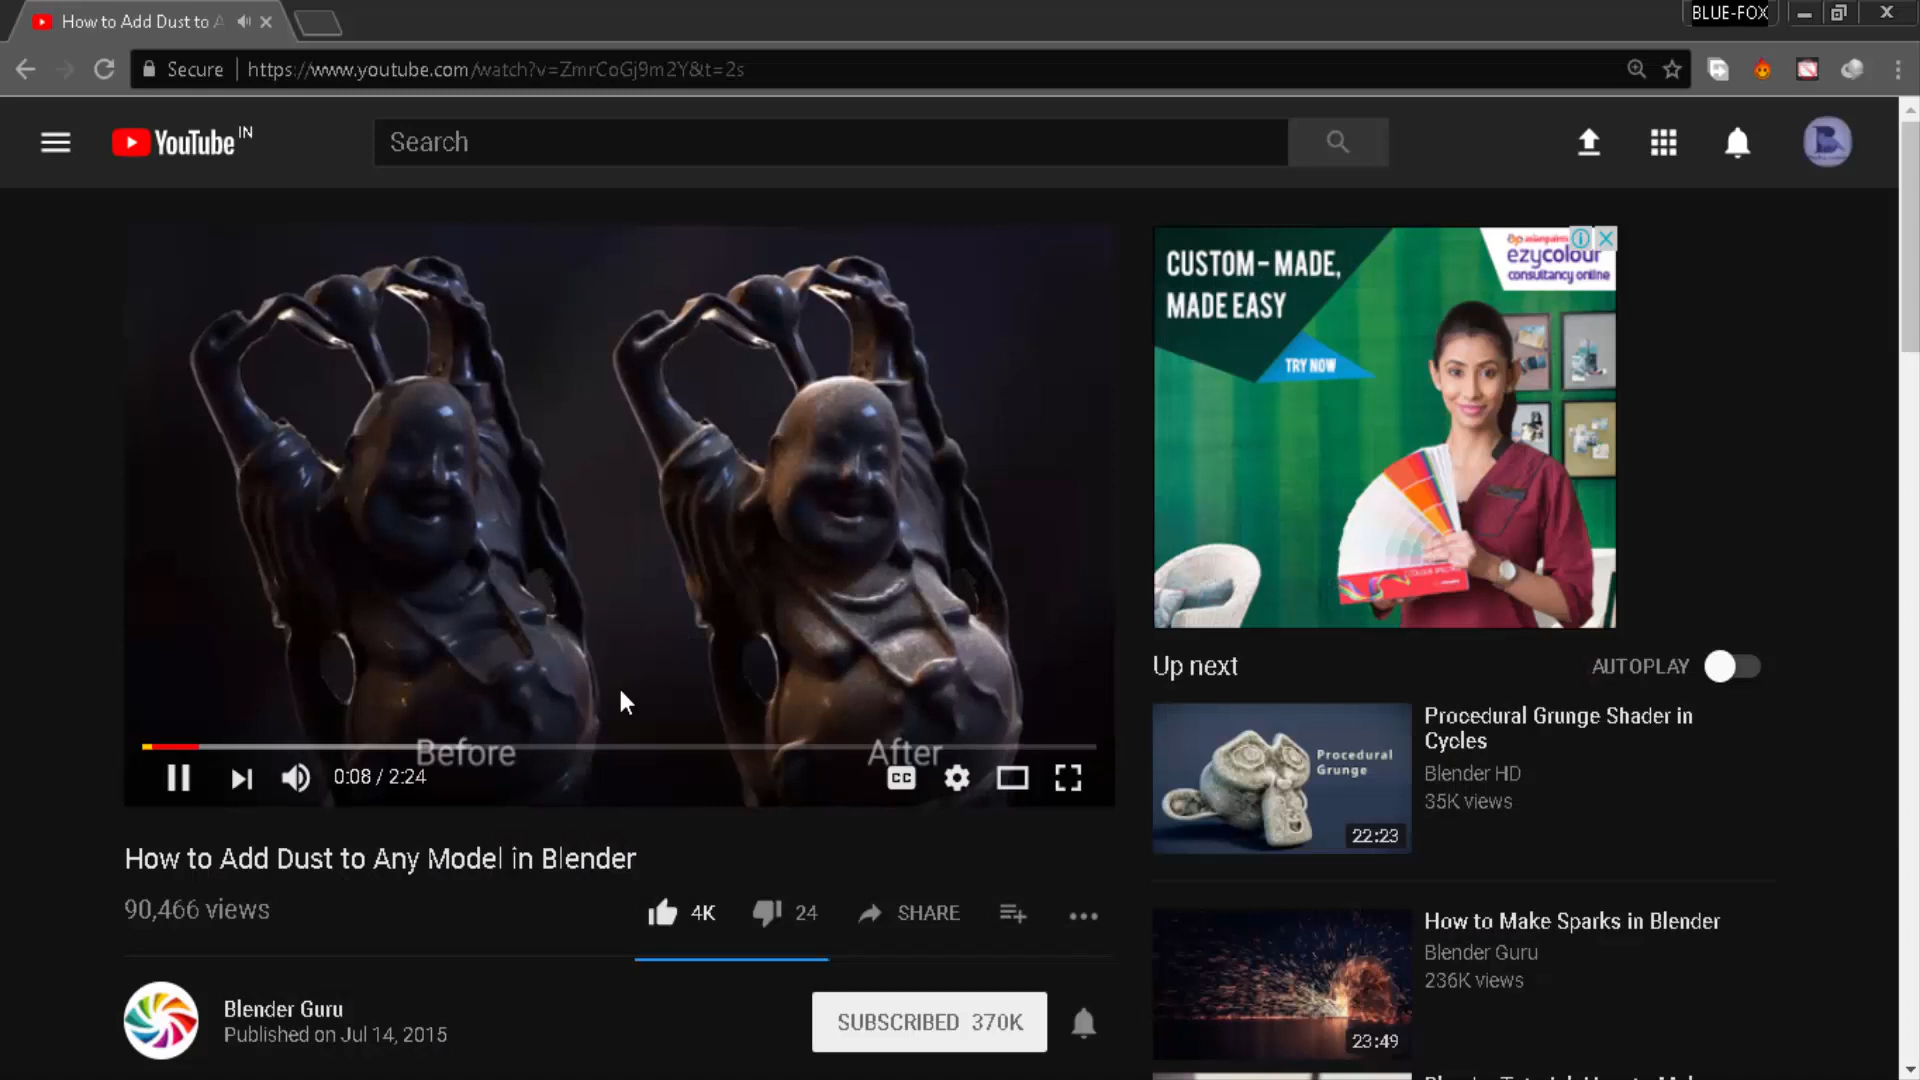 How to Add Dust to A
BLUE-FOX
Secure
https://www.youtube.com/watch?v=ZmrCoGj9m2Y&t=2s
YouTube IN
Search
CUSTOM - MADE,
MADE EASY
TRY NOW
ezycolour
consultancy online
Before
After
0:08 / 2:24
CC
Up next
AUTOPLAY
Procedural
Grunge
22:23
Procedural Grunge Shader in
Cycles
Blender HD
35K views
How to Add Dust to Any Model in Blender
90,466 views
4K
24
SHARE
How to Make Sparks in Blender
Blender Guru
236K views
23:49
Blender Guru
Published on Jul 14, 2015
SUBSCRIBED 370K